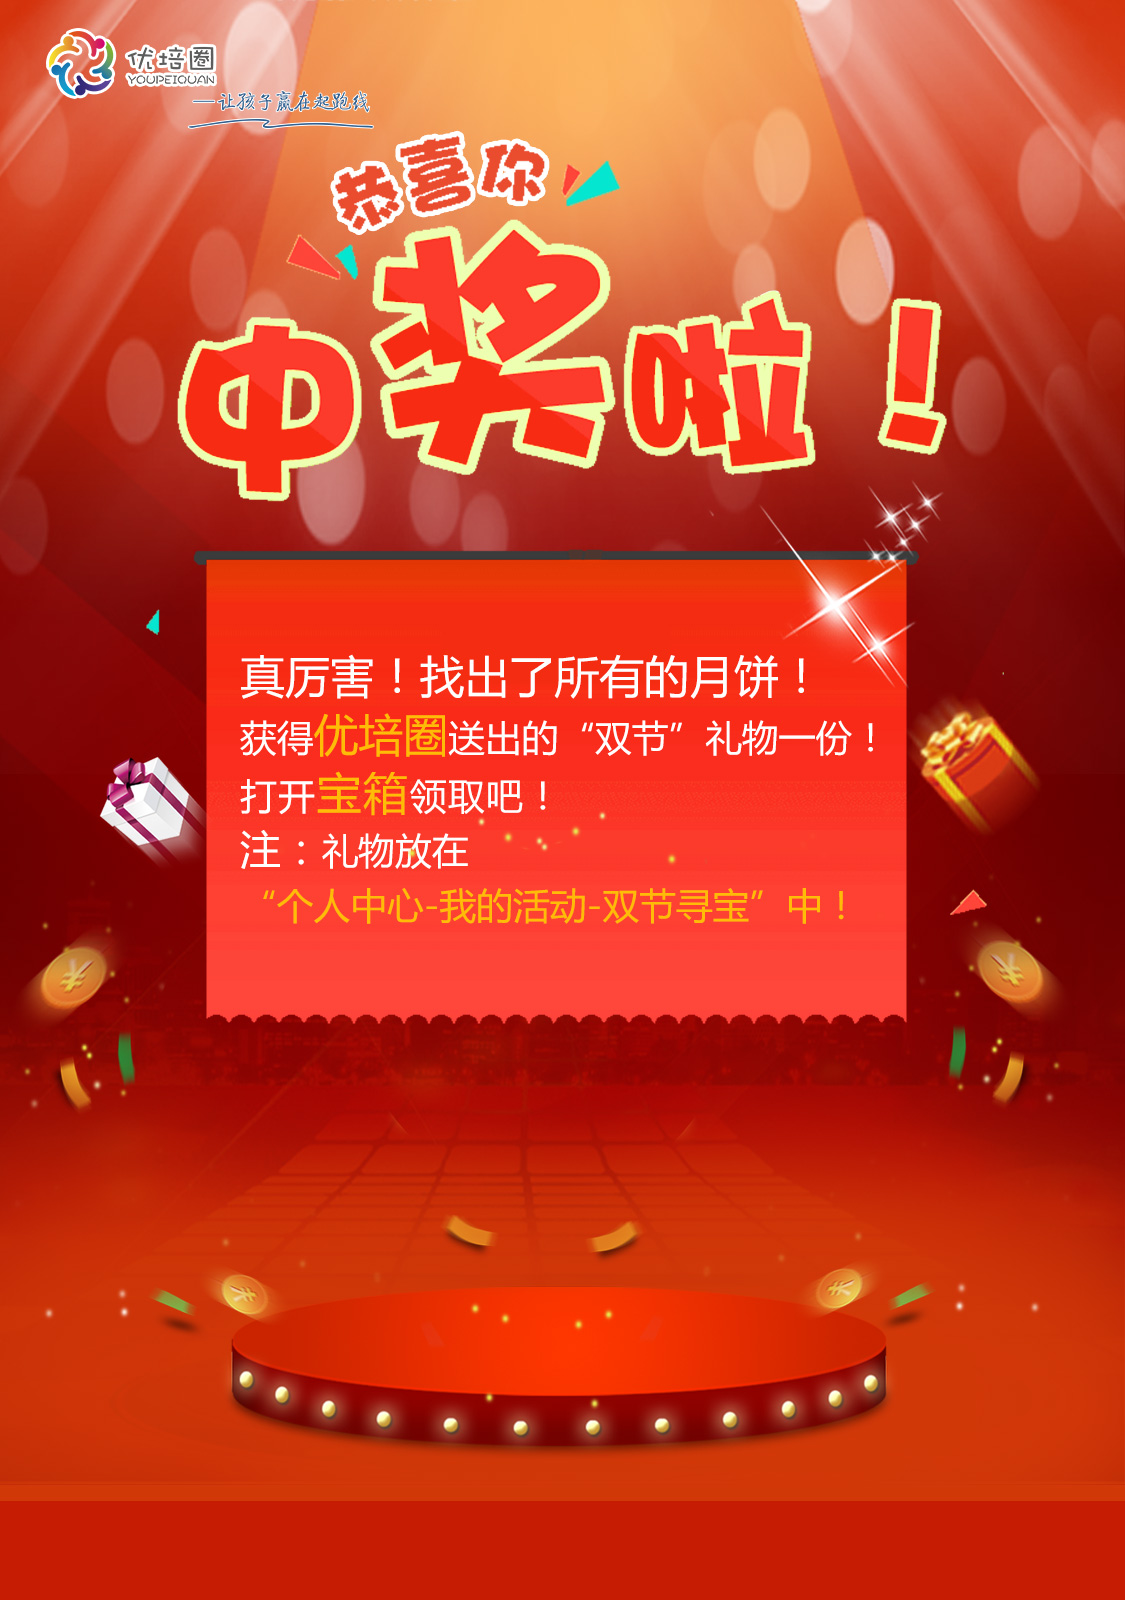 优培圈
YOUPEIQUAN
—让孩子赢在起跑线
恭喜你
中奖啦！
真厉害！找出了所有的月饼！
获得优培圈送出的“双节”礼物一份！
打开宝箱领取吧！
注：礼物放在
“个人中心-我的活动-双节寻宝”中！